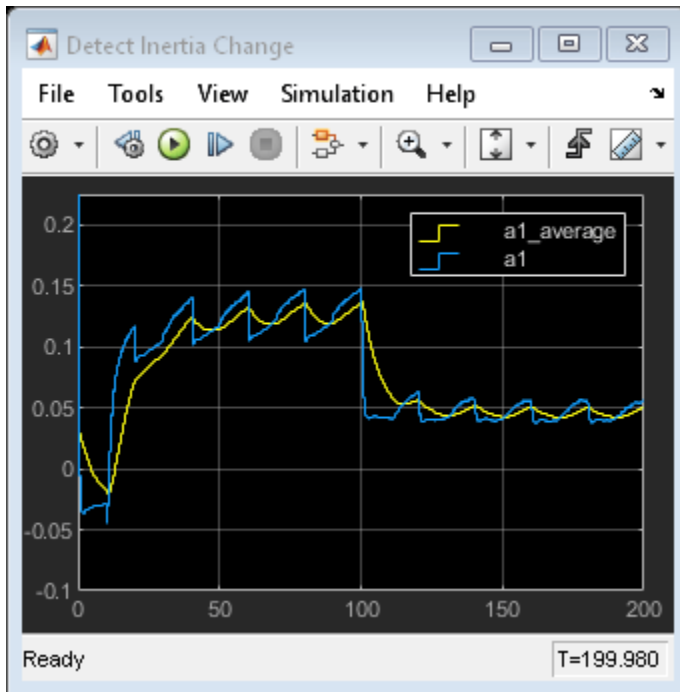 Detect Inertia Change
File Tools View Simulation Help
0.2
0.15
0.1
0.05
0
-0.05
-0.1
a1_average
a1
0 50 100 150 200
Ready T=199.980